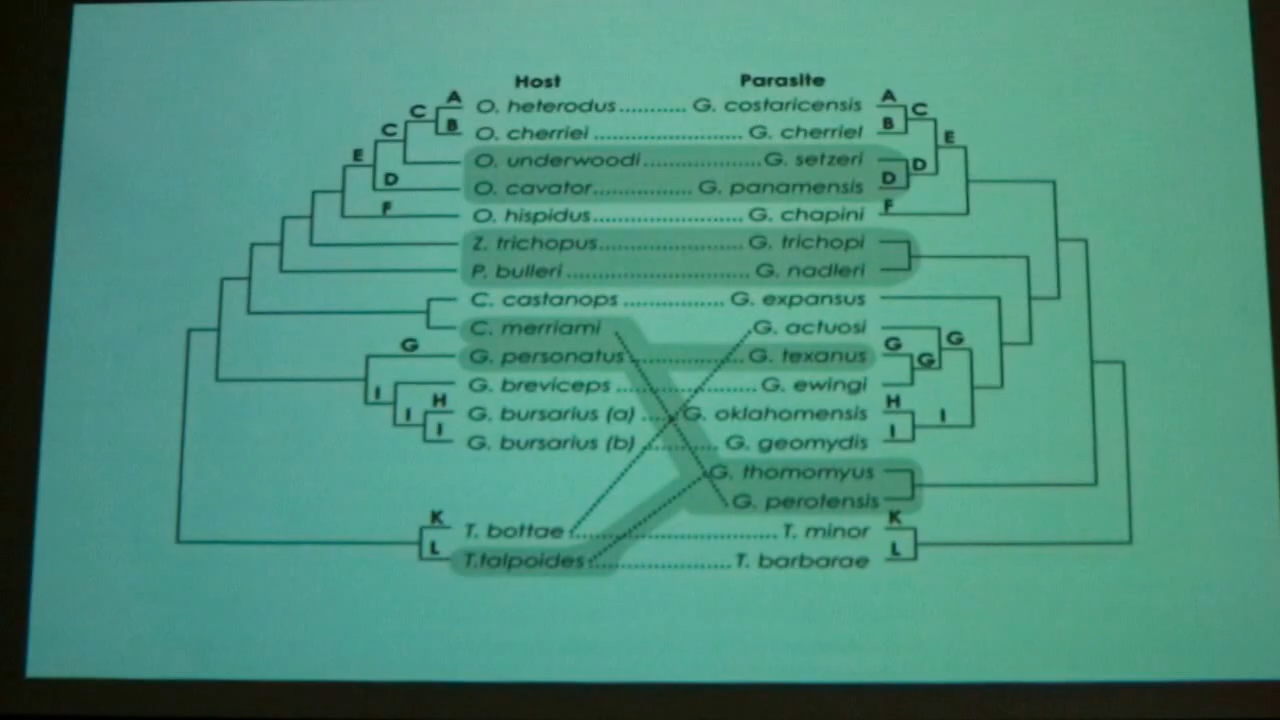 Host Parasite
A O. heterodus ........... G. costaricensis A
C C
B O. cherriei ........................ G. cherriei B
C E
E O. underwoodi ................... G. setzeri D
D O. cavator ................ G. panamensis D
F O. hispidus ........................ G. chapini F
Z. trichopus ....................... G. trichopi
P. bulleri ............................. G. nadleri
C. castanops ................ G. expansus
C. merriami G. actuosi
G G. personatus ................. G. texanus G G G
I G. breviceps ...................... G. ewingi
H G. bursarius (a) .... G. oklahomensis H
I I
I G. bursarius (b) ............ G. geomydis I
G. thomomyus
G. perotensis
K T. bottae ................................. T. minor K
L T.talpoides ........................ T. barbarae L